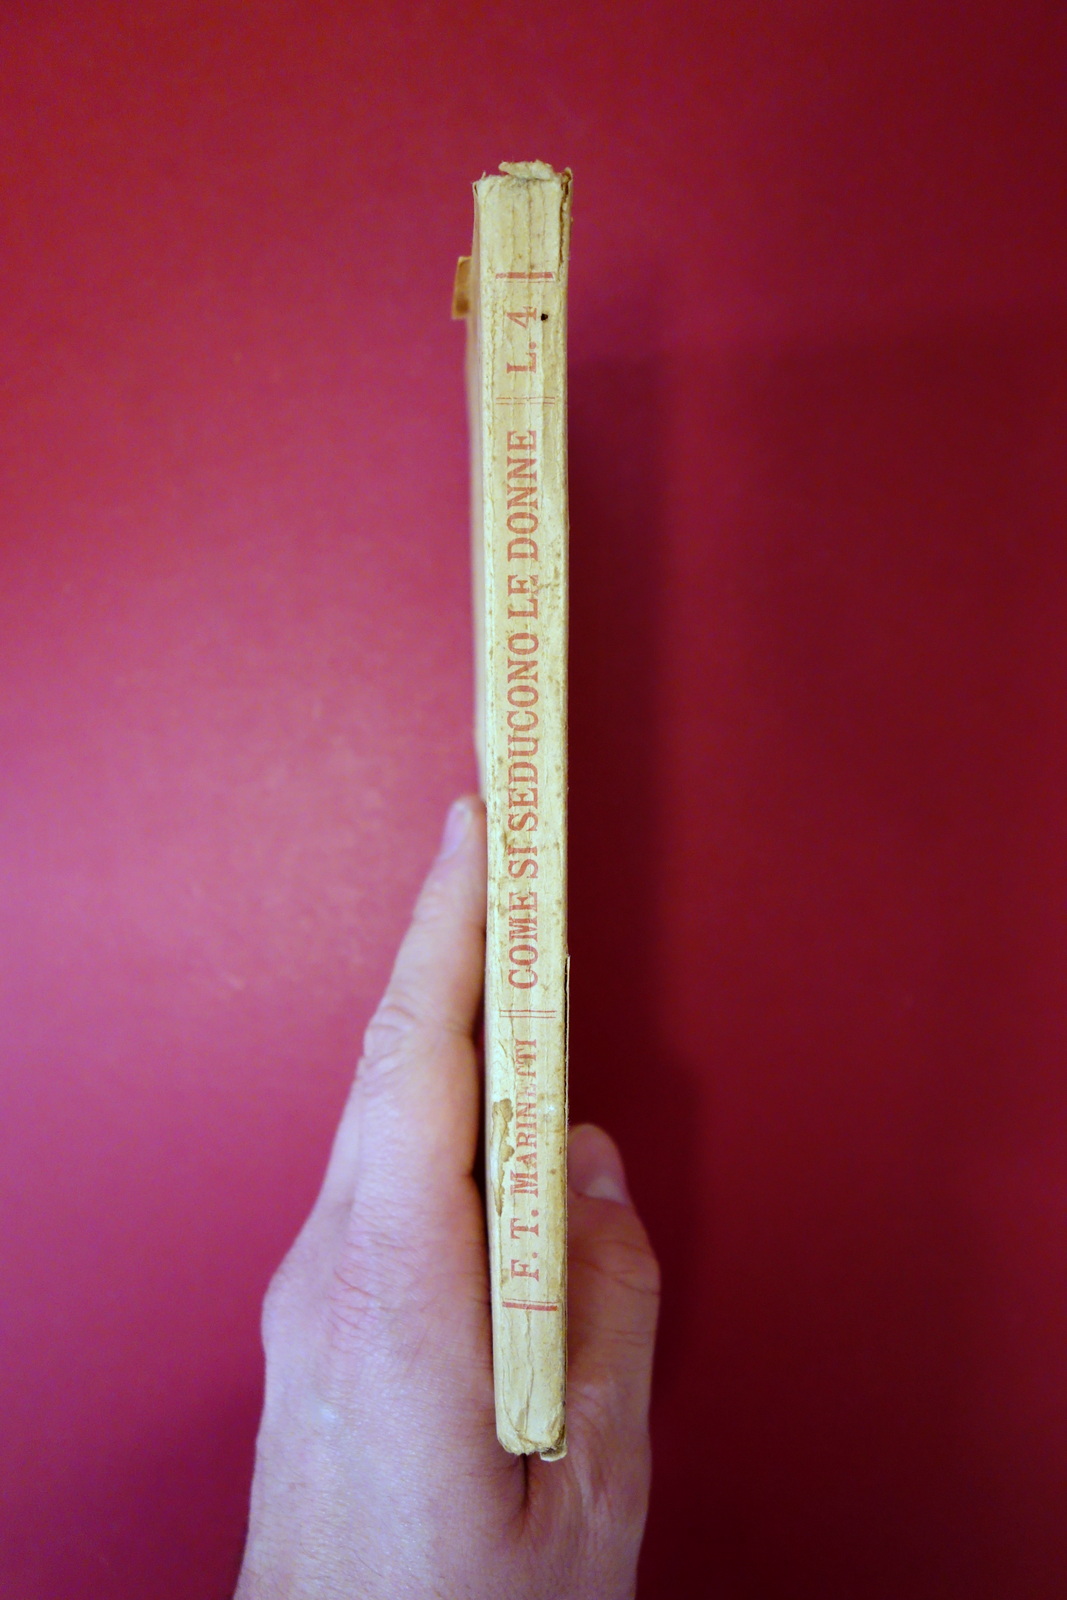 F. T. MARINETTI COME SI SEDUCONO LE DONNE L. 4